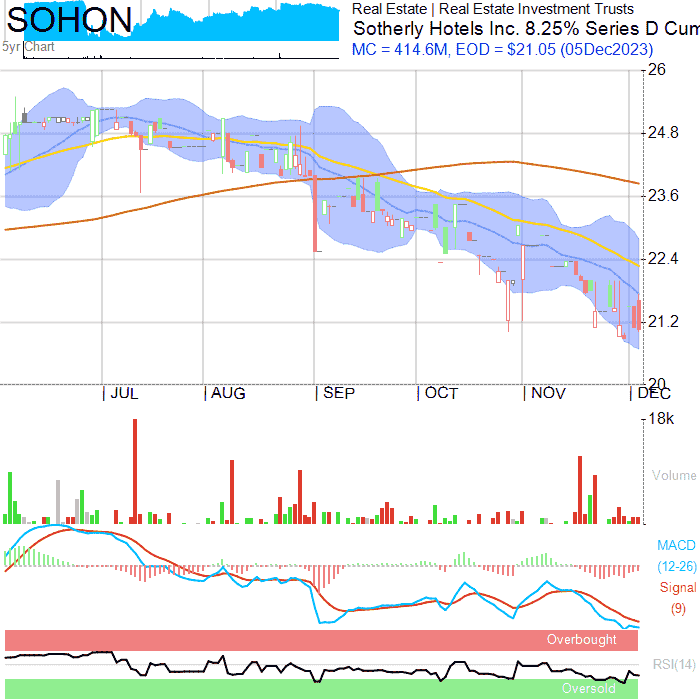 SOHON
5yr Chart
Real Estate | Real Estate Investment Trusts
Sotherly Hotels Inc. 8.25% Series D Cum
MC = 414.6M, EOD = $21.05 (05Dec2023)
26
24.8
23.6
22.4
21.2
20
JUL AUG SEP OCT NOV DEC
18k
Volume
MACD
(12-26)
Signal
(9)
Overbought
RSI(14)
Oversold